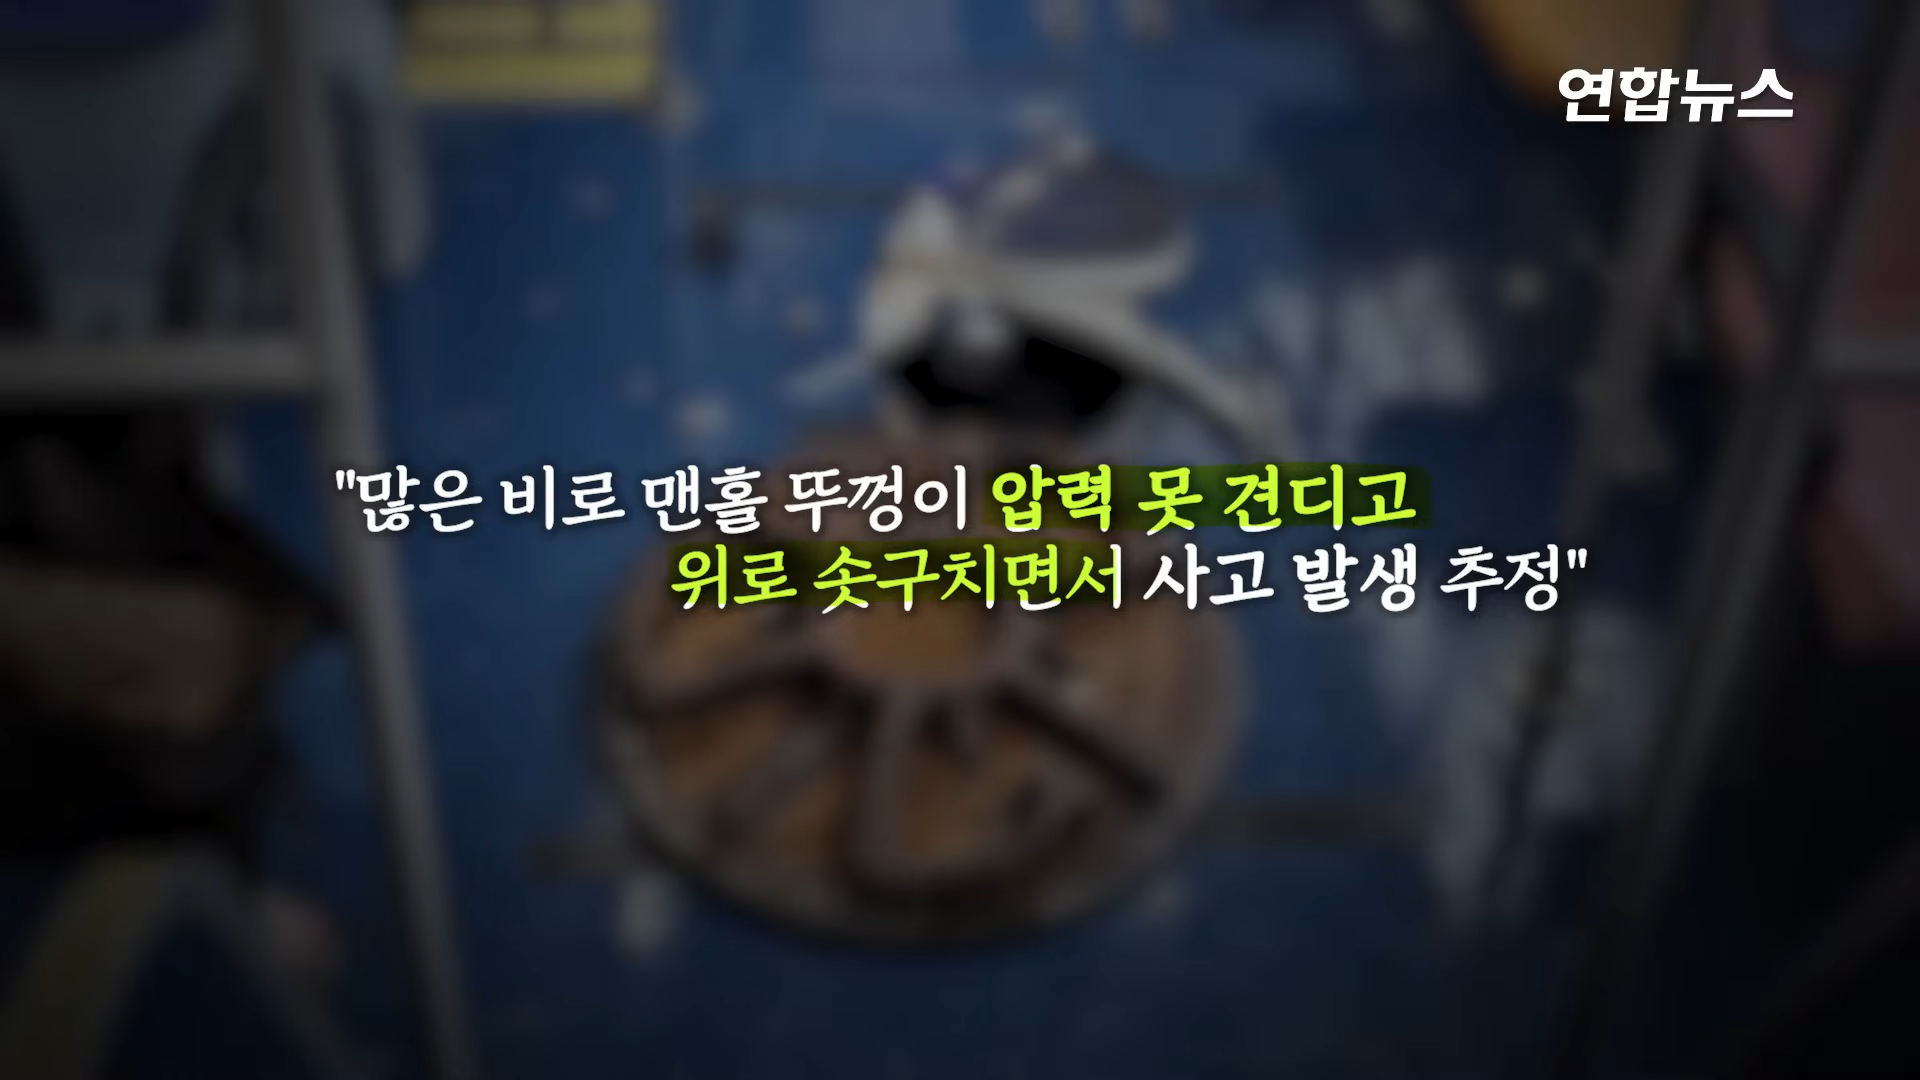 연합뉴스
"많은 비로 맨홀 뚜껑이 압력 못 견디고
위로 솟구치면서 사고 발생 추정"